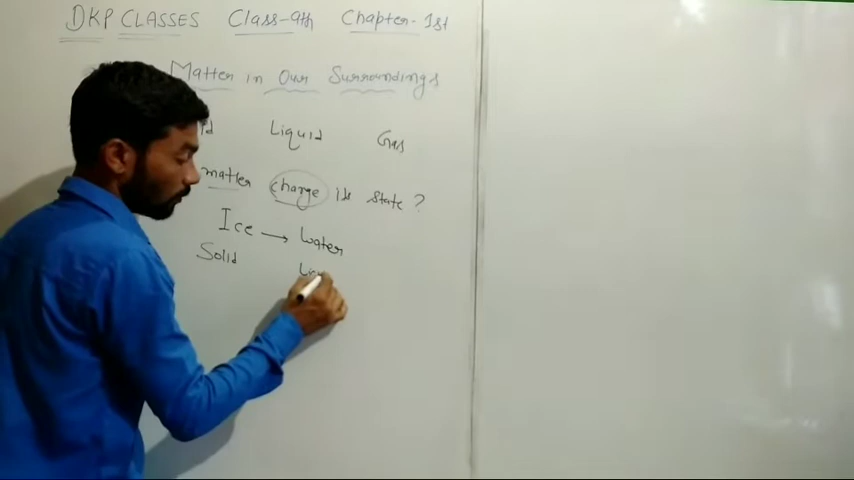 DKP CLASSES Class-9th Chapter-1st
Matter in Our Surroundings
Liquid Gas
matter change its state ?
Ice → Water
Solid